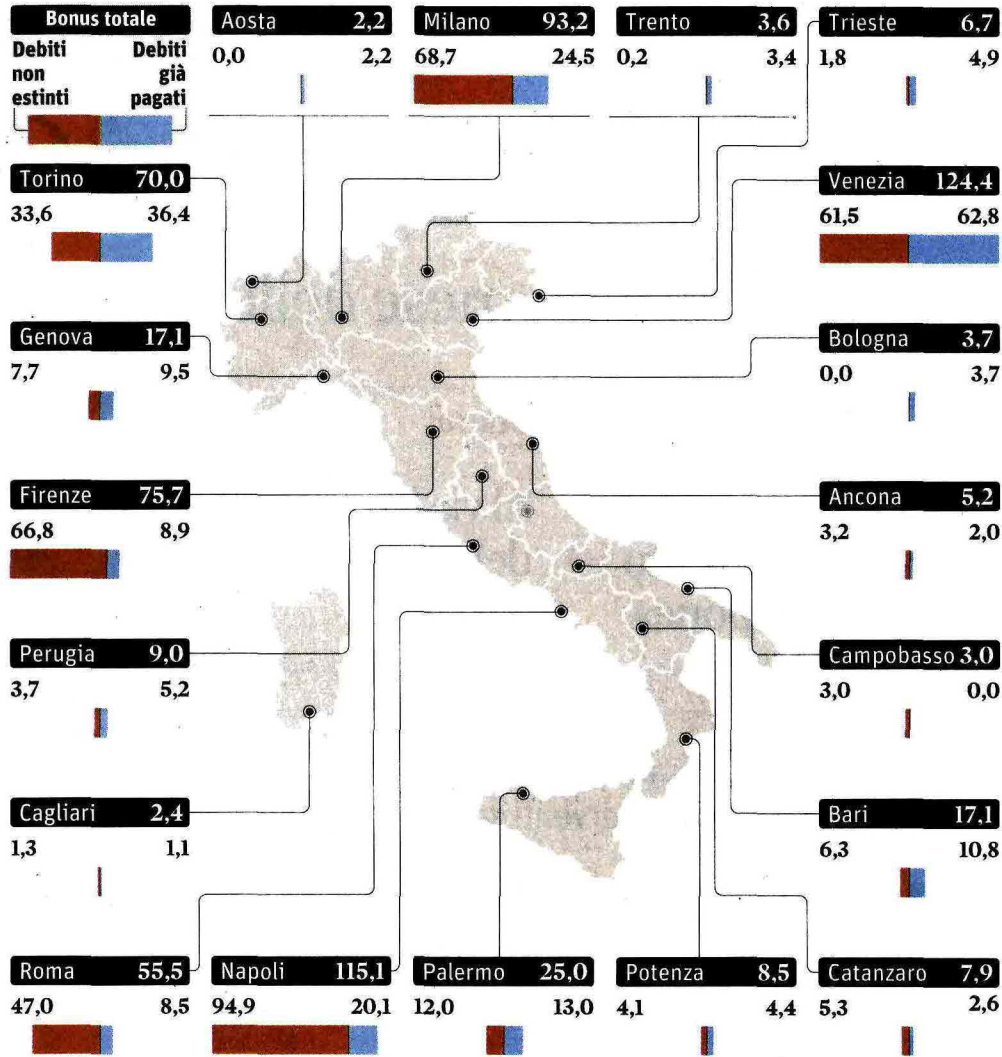 Bonus totale
Debiti non estinti
Debiti già pagati
Aosta 2,2
0,0 2,2
Milano 93,2
68,7 24,5
Trento 3,6
0,2 3,4
Trieste 6,7
1,8 4,9
Torino 70,0
33,6 36,4
Venezia 124,4
61,5 62,8
Genova 17,1
7,7 9,5
Bologna 3,7
0,0 3,7
Firenze 75,7
66,8 8,9
Ancona 5,2
3,2 2,0
Perugia 9,0
3,7 5,2
Campobasso 3,0
3,0 0,0
Cagliari 2,4
1,3 1,1
Bari 17,1
6,3 10,8
Roma 55,5
47,0 8,5
Napoli 115,1
94,9 20,1
Palermo 25,0
12,0 13,0
Potenza 8,5
4,1 4,4
Catanzaro 7,9
5,3 2,6